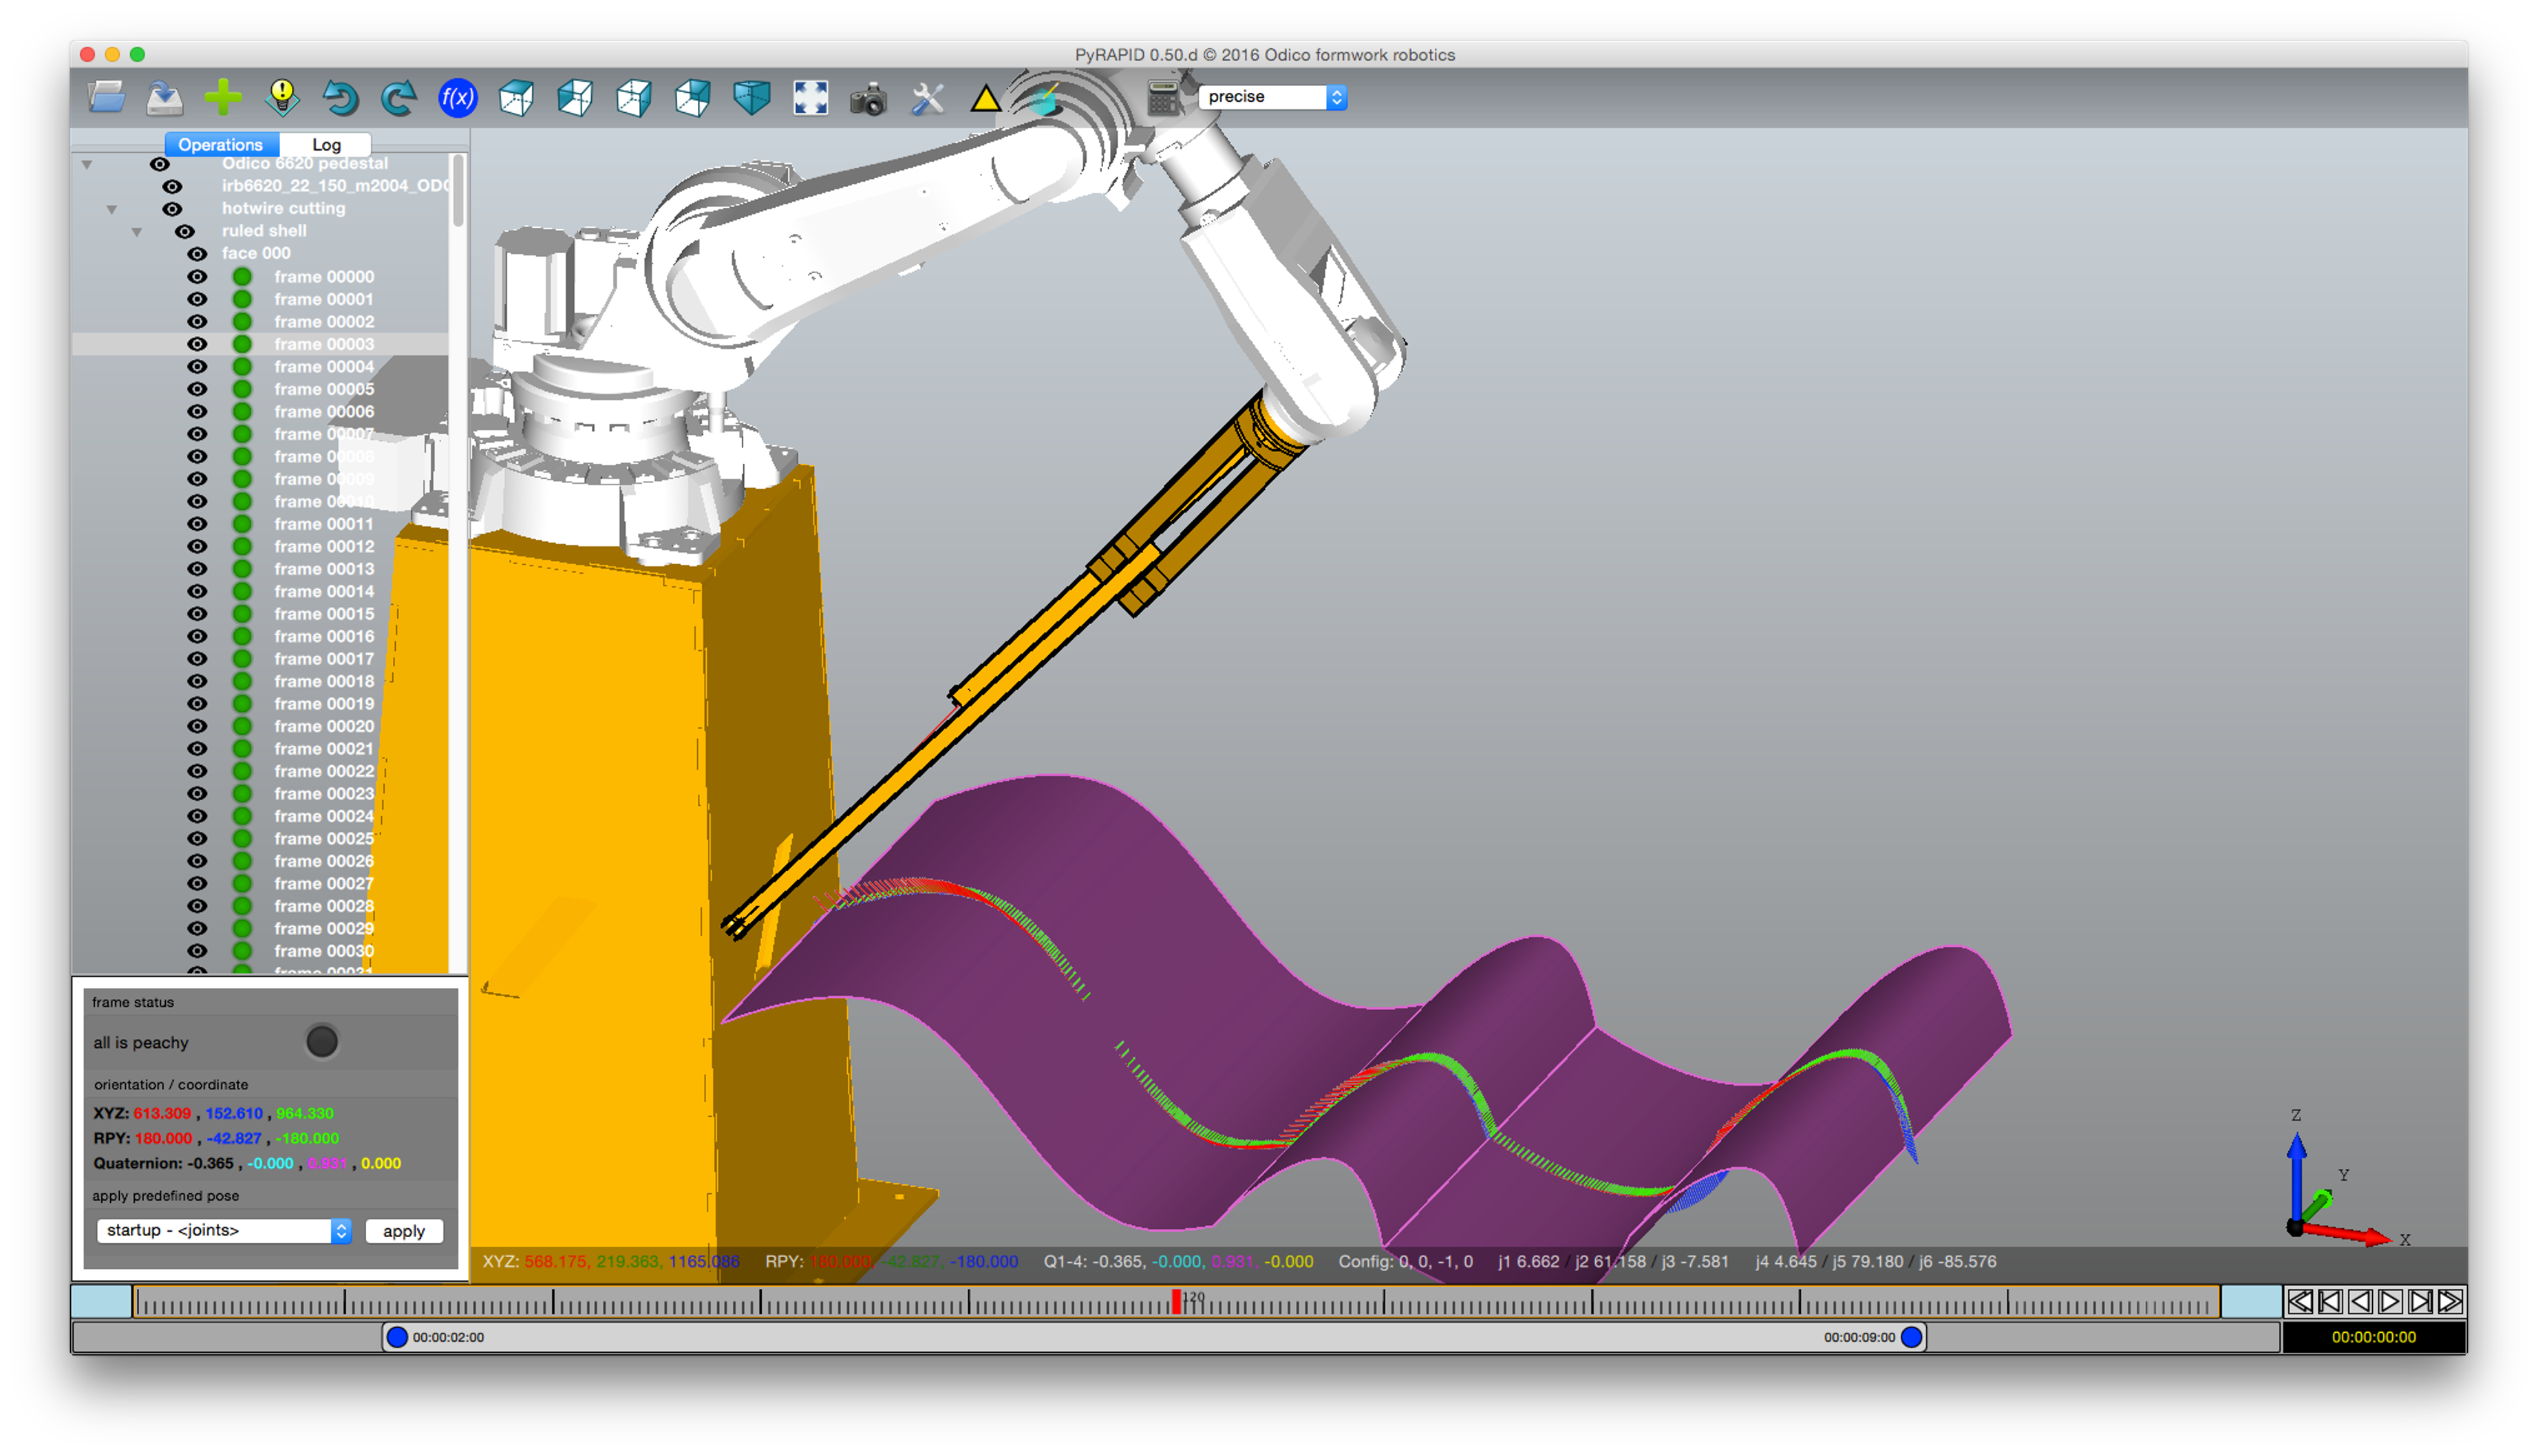 PyRAPID 0.50.d © 2016 Odico formwork robotics
f(x)
precise
Operations Log
Odico 6620 pedestal
irb6620_22_150_m2004_OD
hotwire cutting
ruled shell
face 000
frame 00000
frame 00001
frame 00002
frame 00003
frame 00004
frame 00005
frame 00006
frame 00007
frame 00008
frame 00009
frame 00010
frame 00011
frame 00012
frame 00013
frame 00014
frame 00015
frame 00016
frame 00017
frame 00018
frame 00019
frame 00020
frame 00021
frame 00022
frame 00023
frame 00024
frame 00025
frame 00026
frame 00027
frame 00028
frame 00029
frame 00030
frame 00031
frame status
all is peachy
orientation / coordinate
XYZ: 613.309 , 152.610 , 964.330
RPY: 180.000 , -42.827 , -180.000
Quaternion: -0.365 , -0.000 , 0.931 , 0.000
apply predefined pose
startup - <joints> apply
Z
Y
X
XYZ: 568.175, 219.363, 1165.086 RPY: 180.000, -42.827, -180.000 Q1-4: -0.365, -0.000, 0.931, -0.000 Config: 0, 0, -1, 0 j1 6.662 / j2 61.158 / j3 -7.581 j4 4.645 / j5 79.180 / j6 -85.576
120
00:00:02:00 00:00:09:00 00:00:00:00